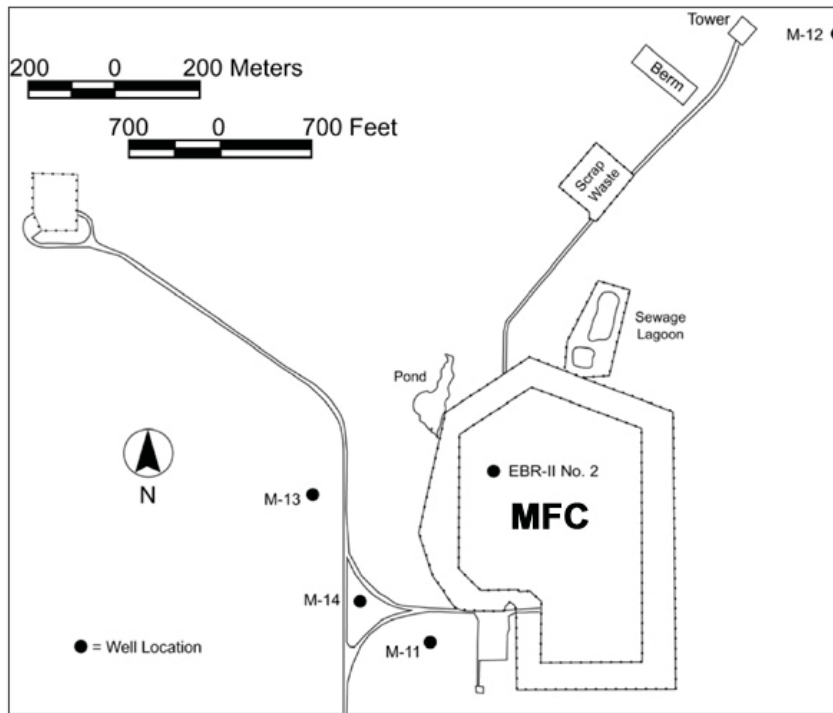 Tower
M-12
200 0 200 Meters
Berm
700 0 700 Feet
Scrap
Waste
Sewage
Lagoon
Pond
EBR-II No. 2
M-13
N
MFC
M-14
= Well Location
M-11